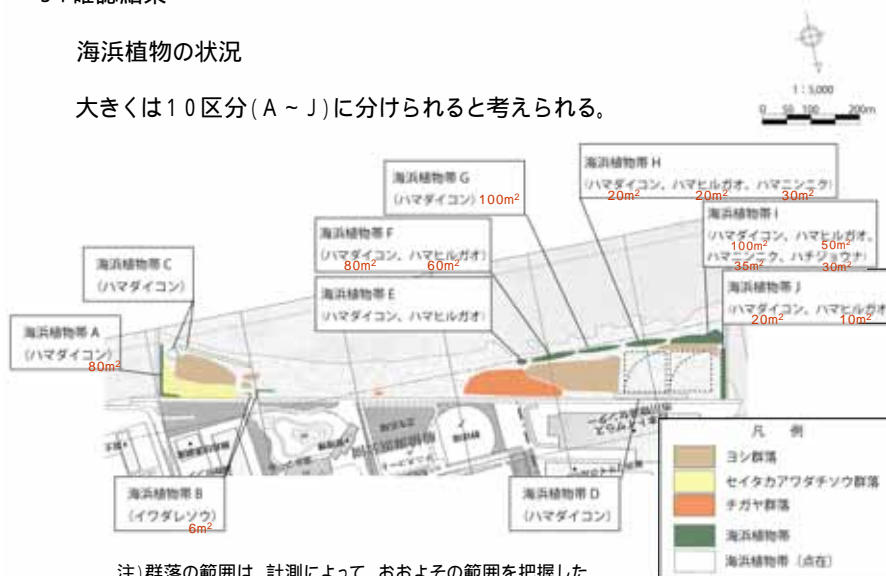 海浜植物の状況
大きくは10区分(A～J)に分けられると考えられる。
1:5,000
0 50 100 200m
海浜植物帯 G
(ハマダイコン) 100m²
海浜植物帯 H
(ハマダイコン、ハマヒルガオ、ハマニンニク)
20m² 20m² 30m²
海浜植物帯 I
(ハマダイコン、ハマヒルガオ、
100m² 50m²
ハマニンニク、ハチジョウナ)
35m² 30m²
海浜植物帯 F
(ハマダイコン、ハマヒルガオ)
80m² 60m²
海浜植物帯 C
(ハマダイコン)
海浜植物帯 E
(ハマダイコン、ハマヒルガオ)
海浜植物帯 J
(ハマダイコン、ハマヒルガオ
20m² 10m²
海浜植物帯 A
(ハマダイコン)
80m²
海浜植物帯 B
(イワダレソウ)
6m²
海浜植物帯 D
(ハマダイコン)
凡 例
ヨシ群落
セイタカアワダチソウ群落
チガヤ群落
海浜植物帯
海浜植物帯(点在)
注)群落の範囲は、計測によって、おおよその範囲を把握した